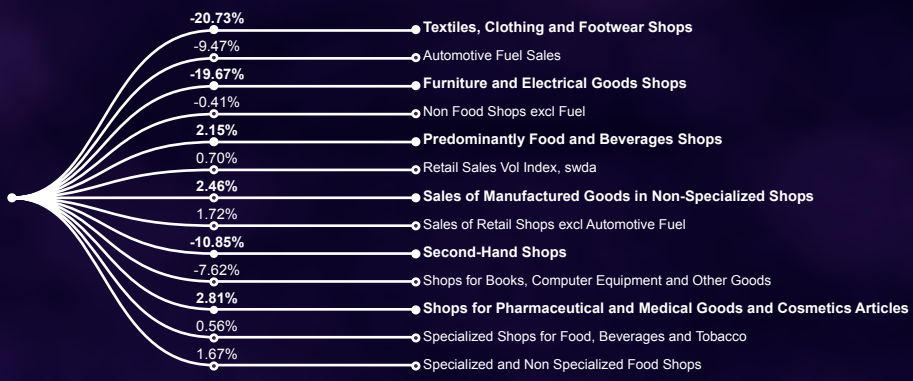 -20.73%
Textiles, Clothing and Footwear Shops
-9.47%
Automotive Fuel Sales
-19.67%
Furniture and Electrical Goods Shops
-0.41%
Non Food Shops excl Fuel
2.15%
Predominantly Food and Beverages Shops
0.70%
Retail Sales Vol Index, swda
2.46%
Sales of Manufactured Goods in Non-Specialized Shops
1.72%
Sales of Retail Shops excl Automotive Fuel
-10.85%
Second-Hand Shops
-7.62%
Shops for Books, Computer Equipment and Other Goods
2.81%
Shops for Pharmaceutical and Medical Goods and Cosmetics Articles
0.56%
Specialized Shops for Food, Beverages and Tobacco
1.67%
Specialized and Non Specialized Food Shops